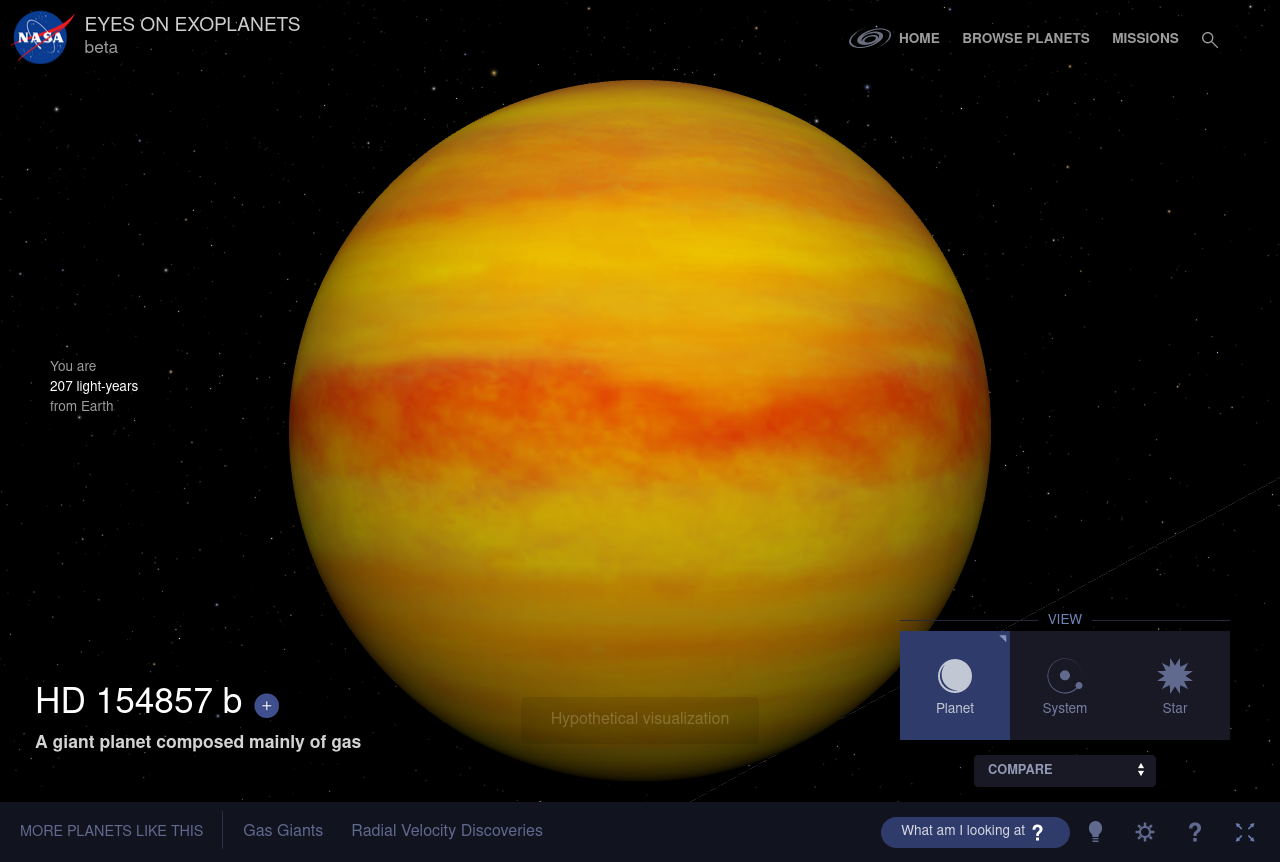 NASA
EYES ON EXOPLANETS
beta
HOME
BROWSE PLANETS
MISSIONS
You are
207 light-years
from Earth
VIEW
Planet
System
Star
HD 154857 b +
A giant planet composed mainly of gas
Hypothetical visualization
COMPARE
MORE PLANETS LIKE THIS
Gas Giants
Radial Velocity Discoveries
What am I looking at ?
?